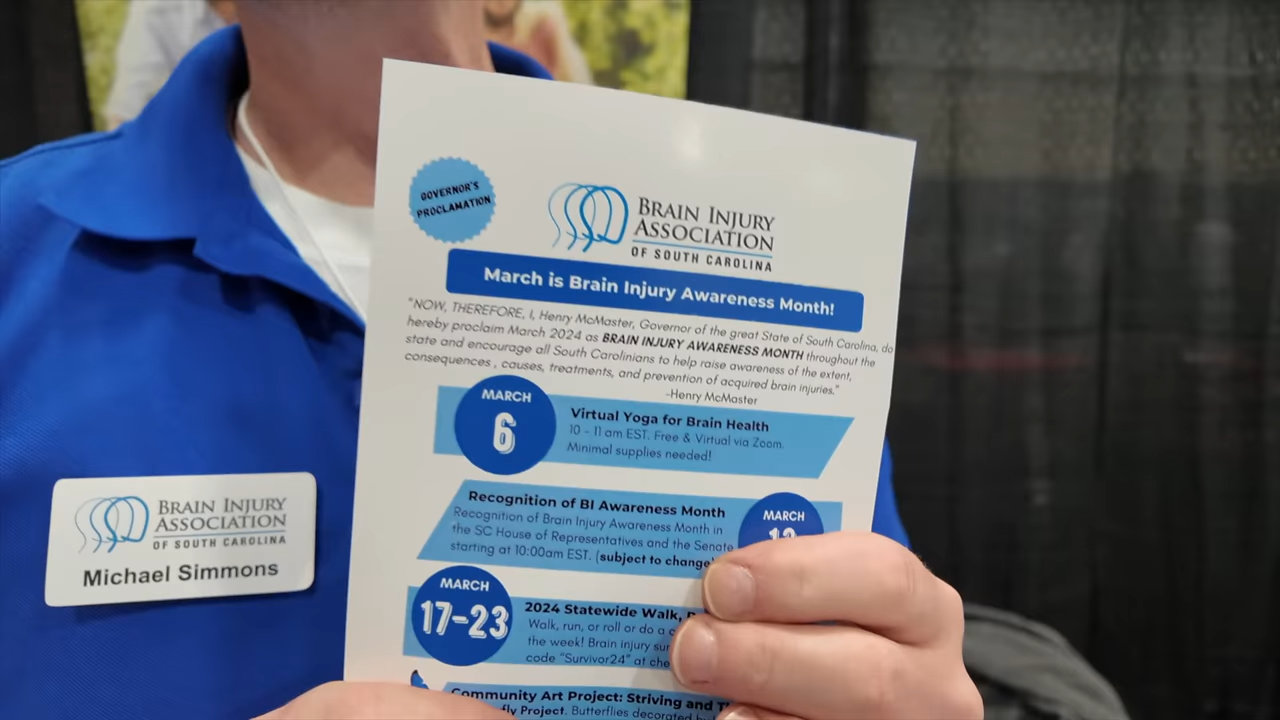 GOVERNOR'S
PROCLAMATION
BRAIN INJURY
ASSOCIATION
OF SOUTH CAROLINA
March is Brain Injury Awareness Month!
"NOW, THEREFORE, I, Henry McMaster, Governor of the great State of South Carolina, do
hereby proclaim March 2024 as BRAIN INJURY AWARENESS MONTH throughout the
state and encourage all South Carolinians to help raise awareness of the extent,
consequences , causes, treatments, and prevention of acquired brain injuries."
-Henry McMaster
MARCH
6
Virtual Yoga for Brain Health
10 - 11 am EST. Free & Virtual via Zoom.
Minimal supplies needed!
Recognition of BI Awareness Month
Recognition of Brain Injury Awareness Month in
the SC House of Representatives and the Senate
starting at 10:00am EST. (subject to change
MARCH
MARCH
17-23
2024 Statewide Walk,
Walk, run, or roll or do a
the week! Brain injury
code "Survivor24" at
Community Art Project: Striving and
Project. Butterflies decorated
BRAIN INJURY
ASSOCIATION
OF SOUTH CAROLINA
Michael Simmons